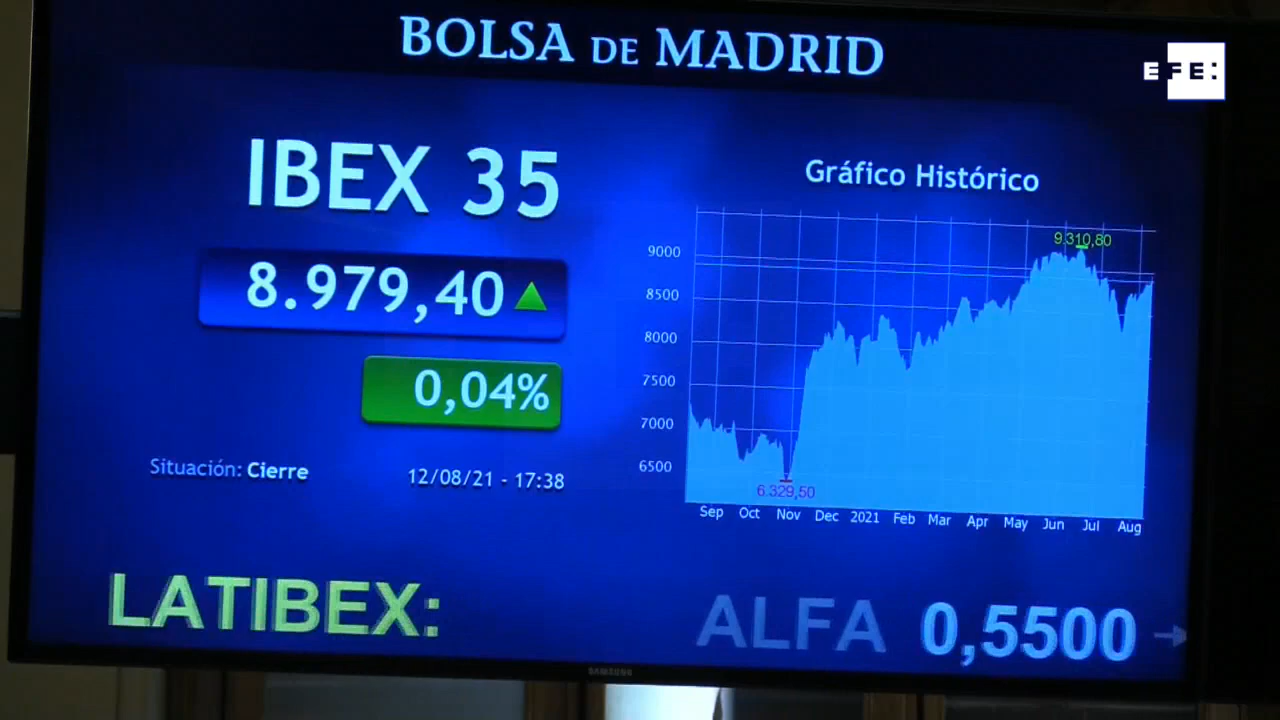 BOLSA DE MADRID
EFE:
IBEX 35
8.979,40
0,04%
Situación: Cierre
12/08/21 - 17:38
Gráfico Histórico
9.310,80
9000
8500
8000
7500
7000
6500
6.329,50
Sep Oct Nov Dec 2021 Feb Mar Apr May Jun Jul Aug
LATIBEX: ALFA 0,5500
SAMSUNG